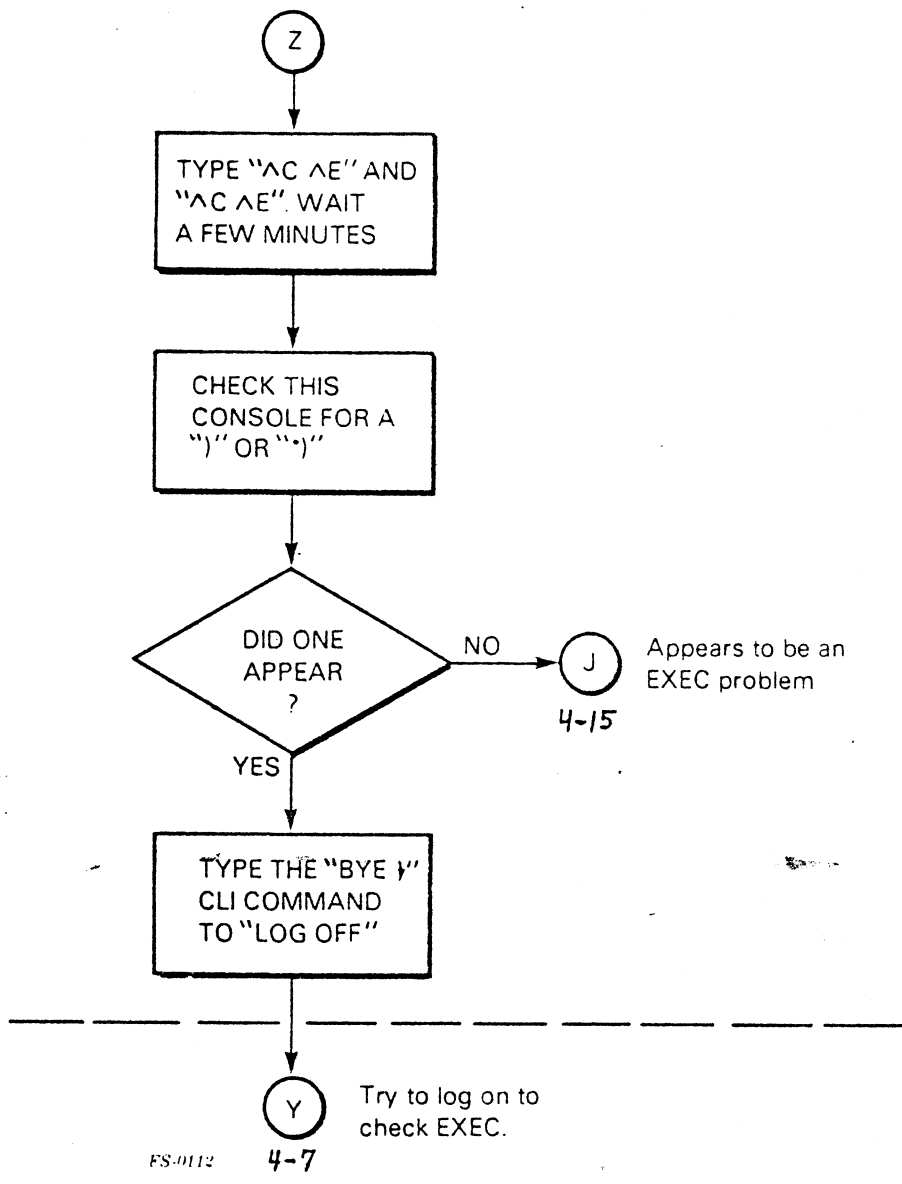 Z
TYPE "^C ^E" AND
"^C ^E". WAIT
A FEW MINUTES
CHECK THIS
CONSOLE FOR A
")" OR "*)"
DID ONE
APPEAR
?
NO
J
Appears to be an
EXEC problem
4-15
YES
TYPE THE "BYE )"
CLI COMMAND
TO "LOG OFF"
Y
Try to log on to
check EXEC.
FS-0112
4-7